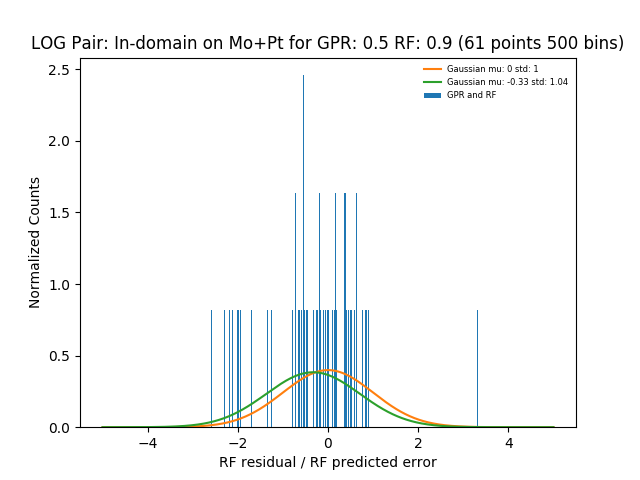 LOG Pair: In-domain on Mo+Pt for GPR: 0.5 RF: 0.9 (61 points 500 bins)
Gaussian mu: 0 std: 1
Gaussian mu: -0.33 std: 1.04
GPR and RF
Normalized Counts
2.5
2.0
1.5
1.0
0.5
0.0
−4
−2
0
2
4
RF residual / RF predicted error